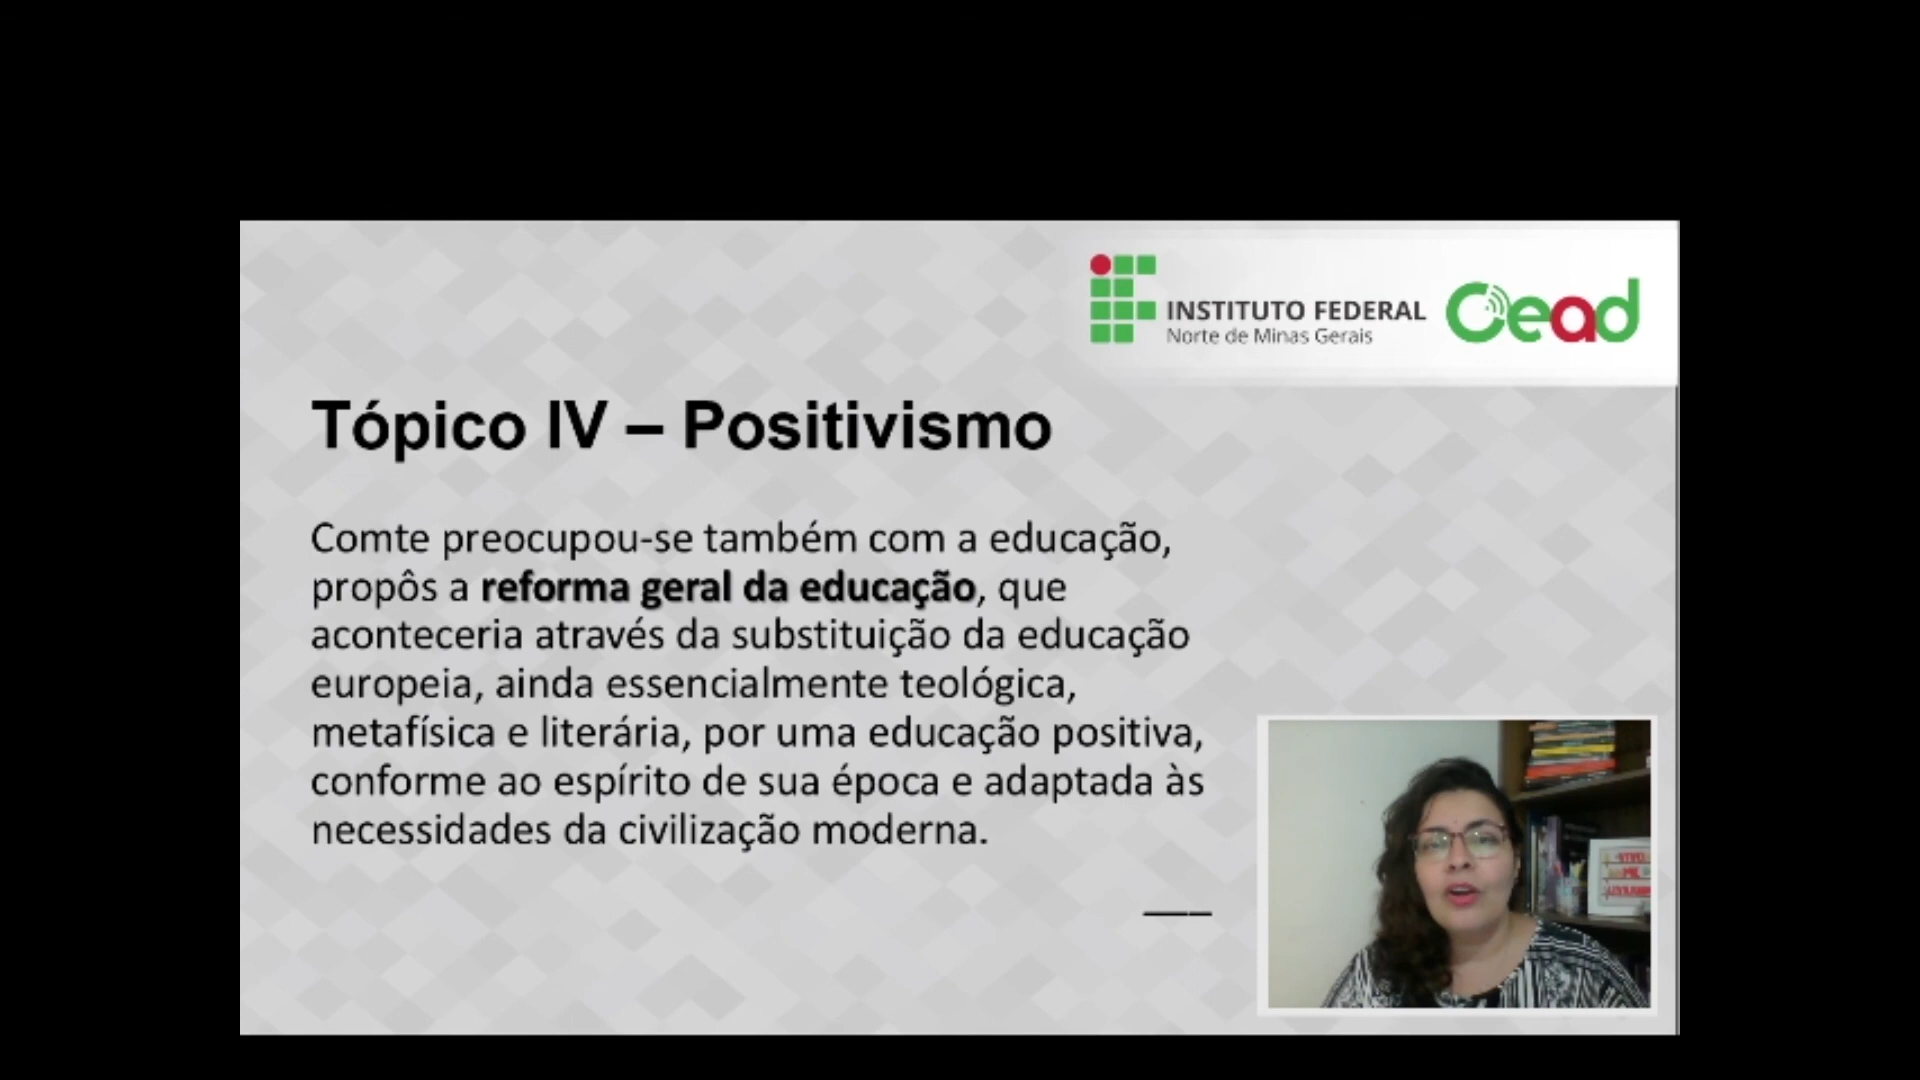 INSTITUTO FEDERAL
Norte de Minas Gerais
Cead
Tópico IV – Positivismo
Comte preocupou-se também com a educação,
propôs a reforma geral da educação, que
aconteceria através da substituição da educação
europeia, ainda essencialmente teológica,
metafísica e literária, por uma educação positiva,
conforme ao espírito de sua época e adaptada às
necessidades da civilização moderna.